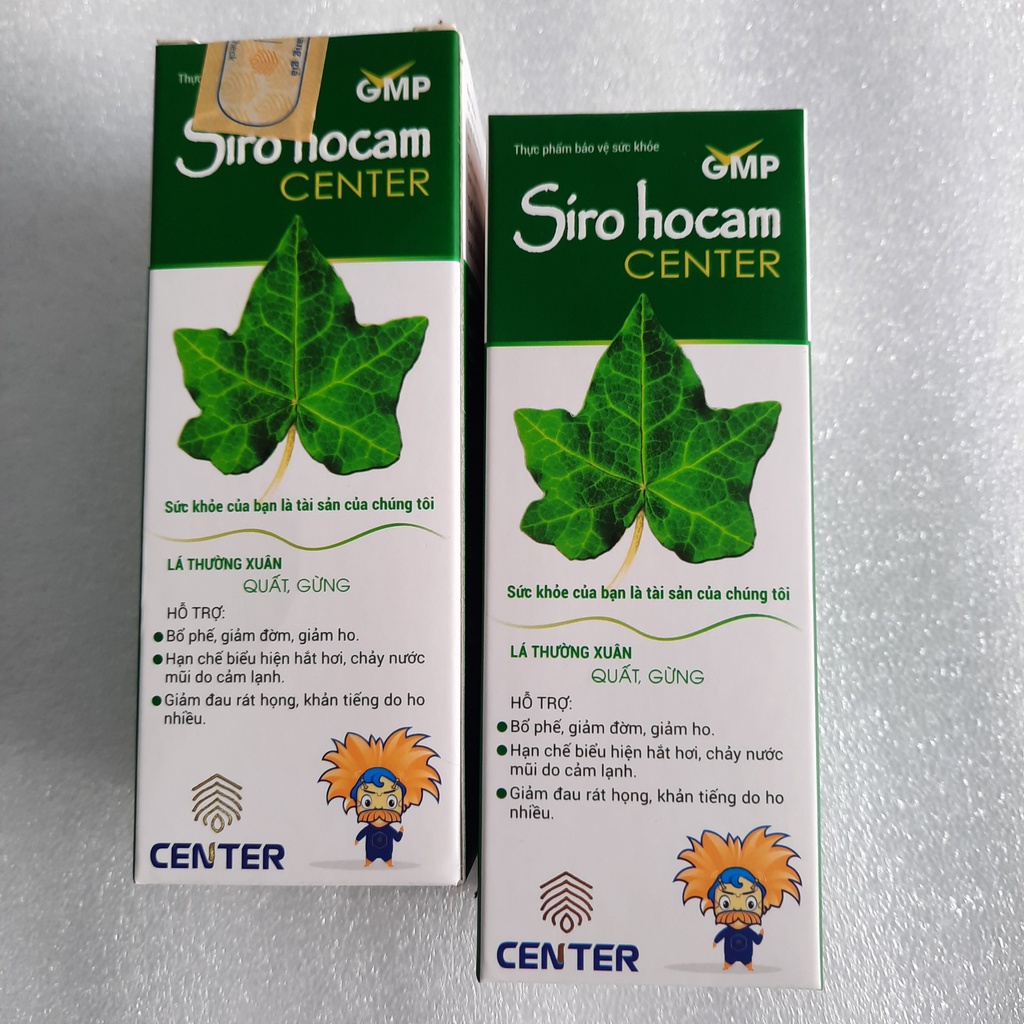 Thực
GMP
Siro hocam
CENTER
Sức khỏe của bạn là tài sản của chúng tôi
LÁ THƯỜNG XUÂN
QUẤT, GỪNG
HỖ TRỢ:
Bổ phế, giảm đờm, giảm ho.
Hạn chế biểu hiện hắt hơi, chảy nước
mũi do cảm lạnh.
Giảm đau rát họng, khản tiếng do ho
nhiều.
CENTER
Thực phẩm bảo vệ sức khỏe
GMP
Siro hocam
CENTER
Sức khỏe của bạn là tài sản của chúng tôi
LÁ THƯỜNG XUÂN
QUẤT, GỪNG
HỖ TRỢ:
Bổ phế, giảm đờm, giảm ho.
Hạn chế biểu hiện hắt hơi, chảy nước
mũi do cảm lạnh.
Giảm đau rát họng, khản tiếng do ho
nhiều.
CENTER